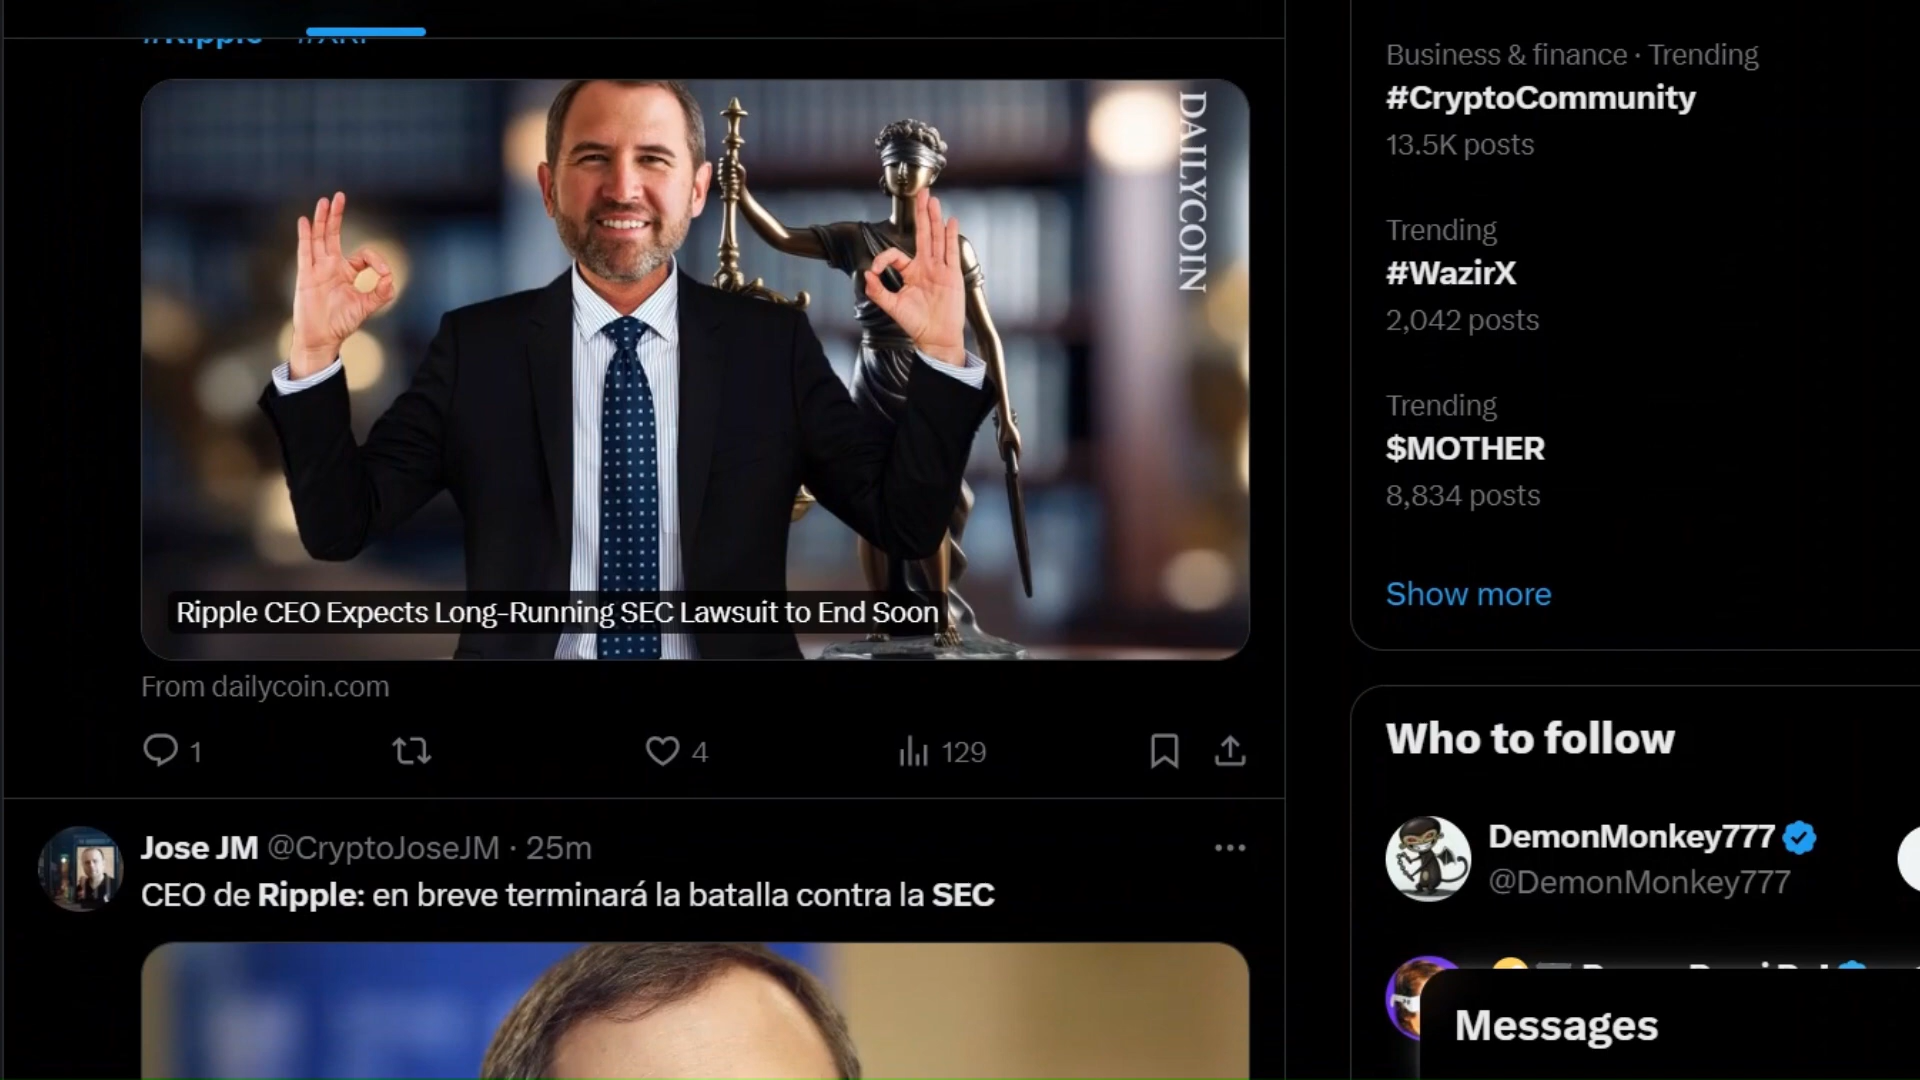 #Ripple #XRP
DAILYCOIN
Ripple CEO Expects Long-Running SEC Lawsuit to End Soon
From dailycoin.com
1
4
129
Jose JM @CryptoJoseJM · 25m
CEO de Ripple: en breve terminará la batalla contra la SEC
Business & finance · Trending
#CryptoCommunity
13.5K posts
Trending
#WazirX
2,042 posts
Trending
$MOTHER
8,834 posts
Show more
Who to follow
DemonMonkey777
@DemonMonkey777
Messages